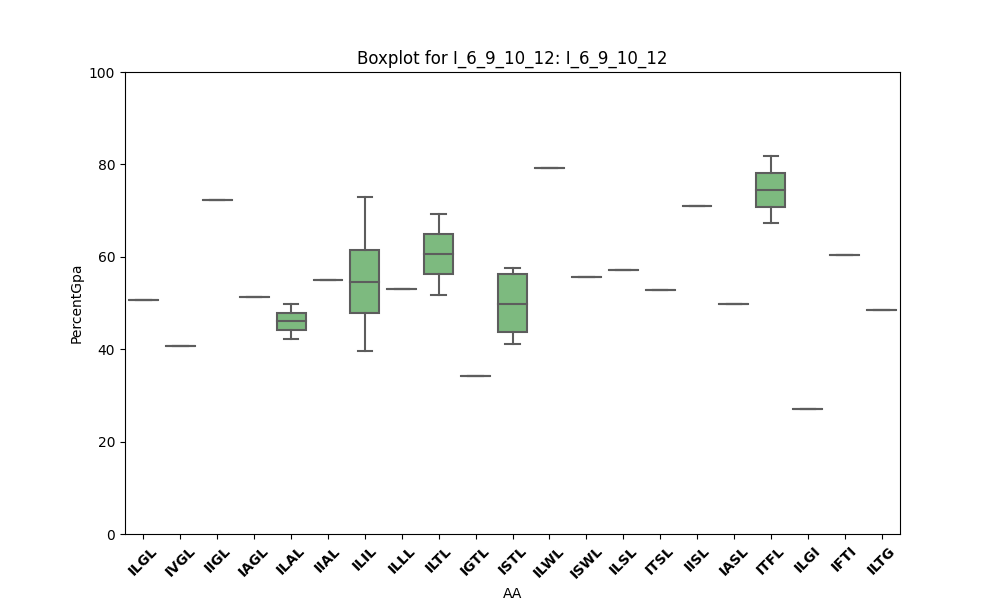 Boxplot for I_6_9_10_12: I_6_9_10_12
PercentGpa
100
80
60
40
20
0
ILGL IVGL IIGL IAGL ILAL IIAL ILIL ILLL ILTL IGTL ISTL ILWL ISWL ILSL ITSL IISL IASL ITFL ILGI IFTI ILTG
AA